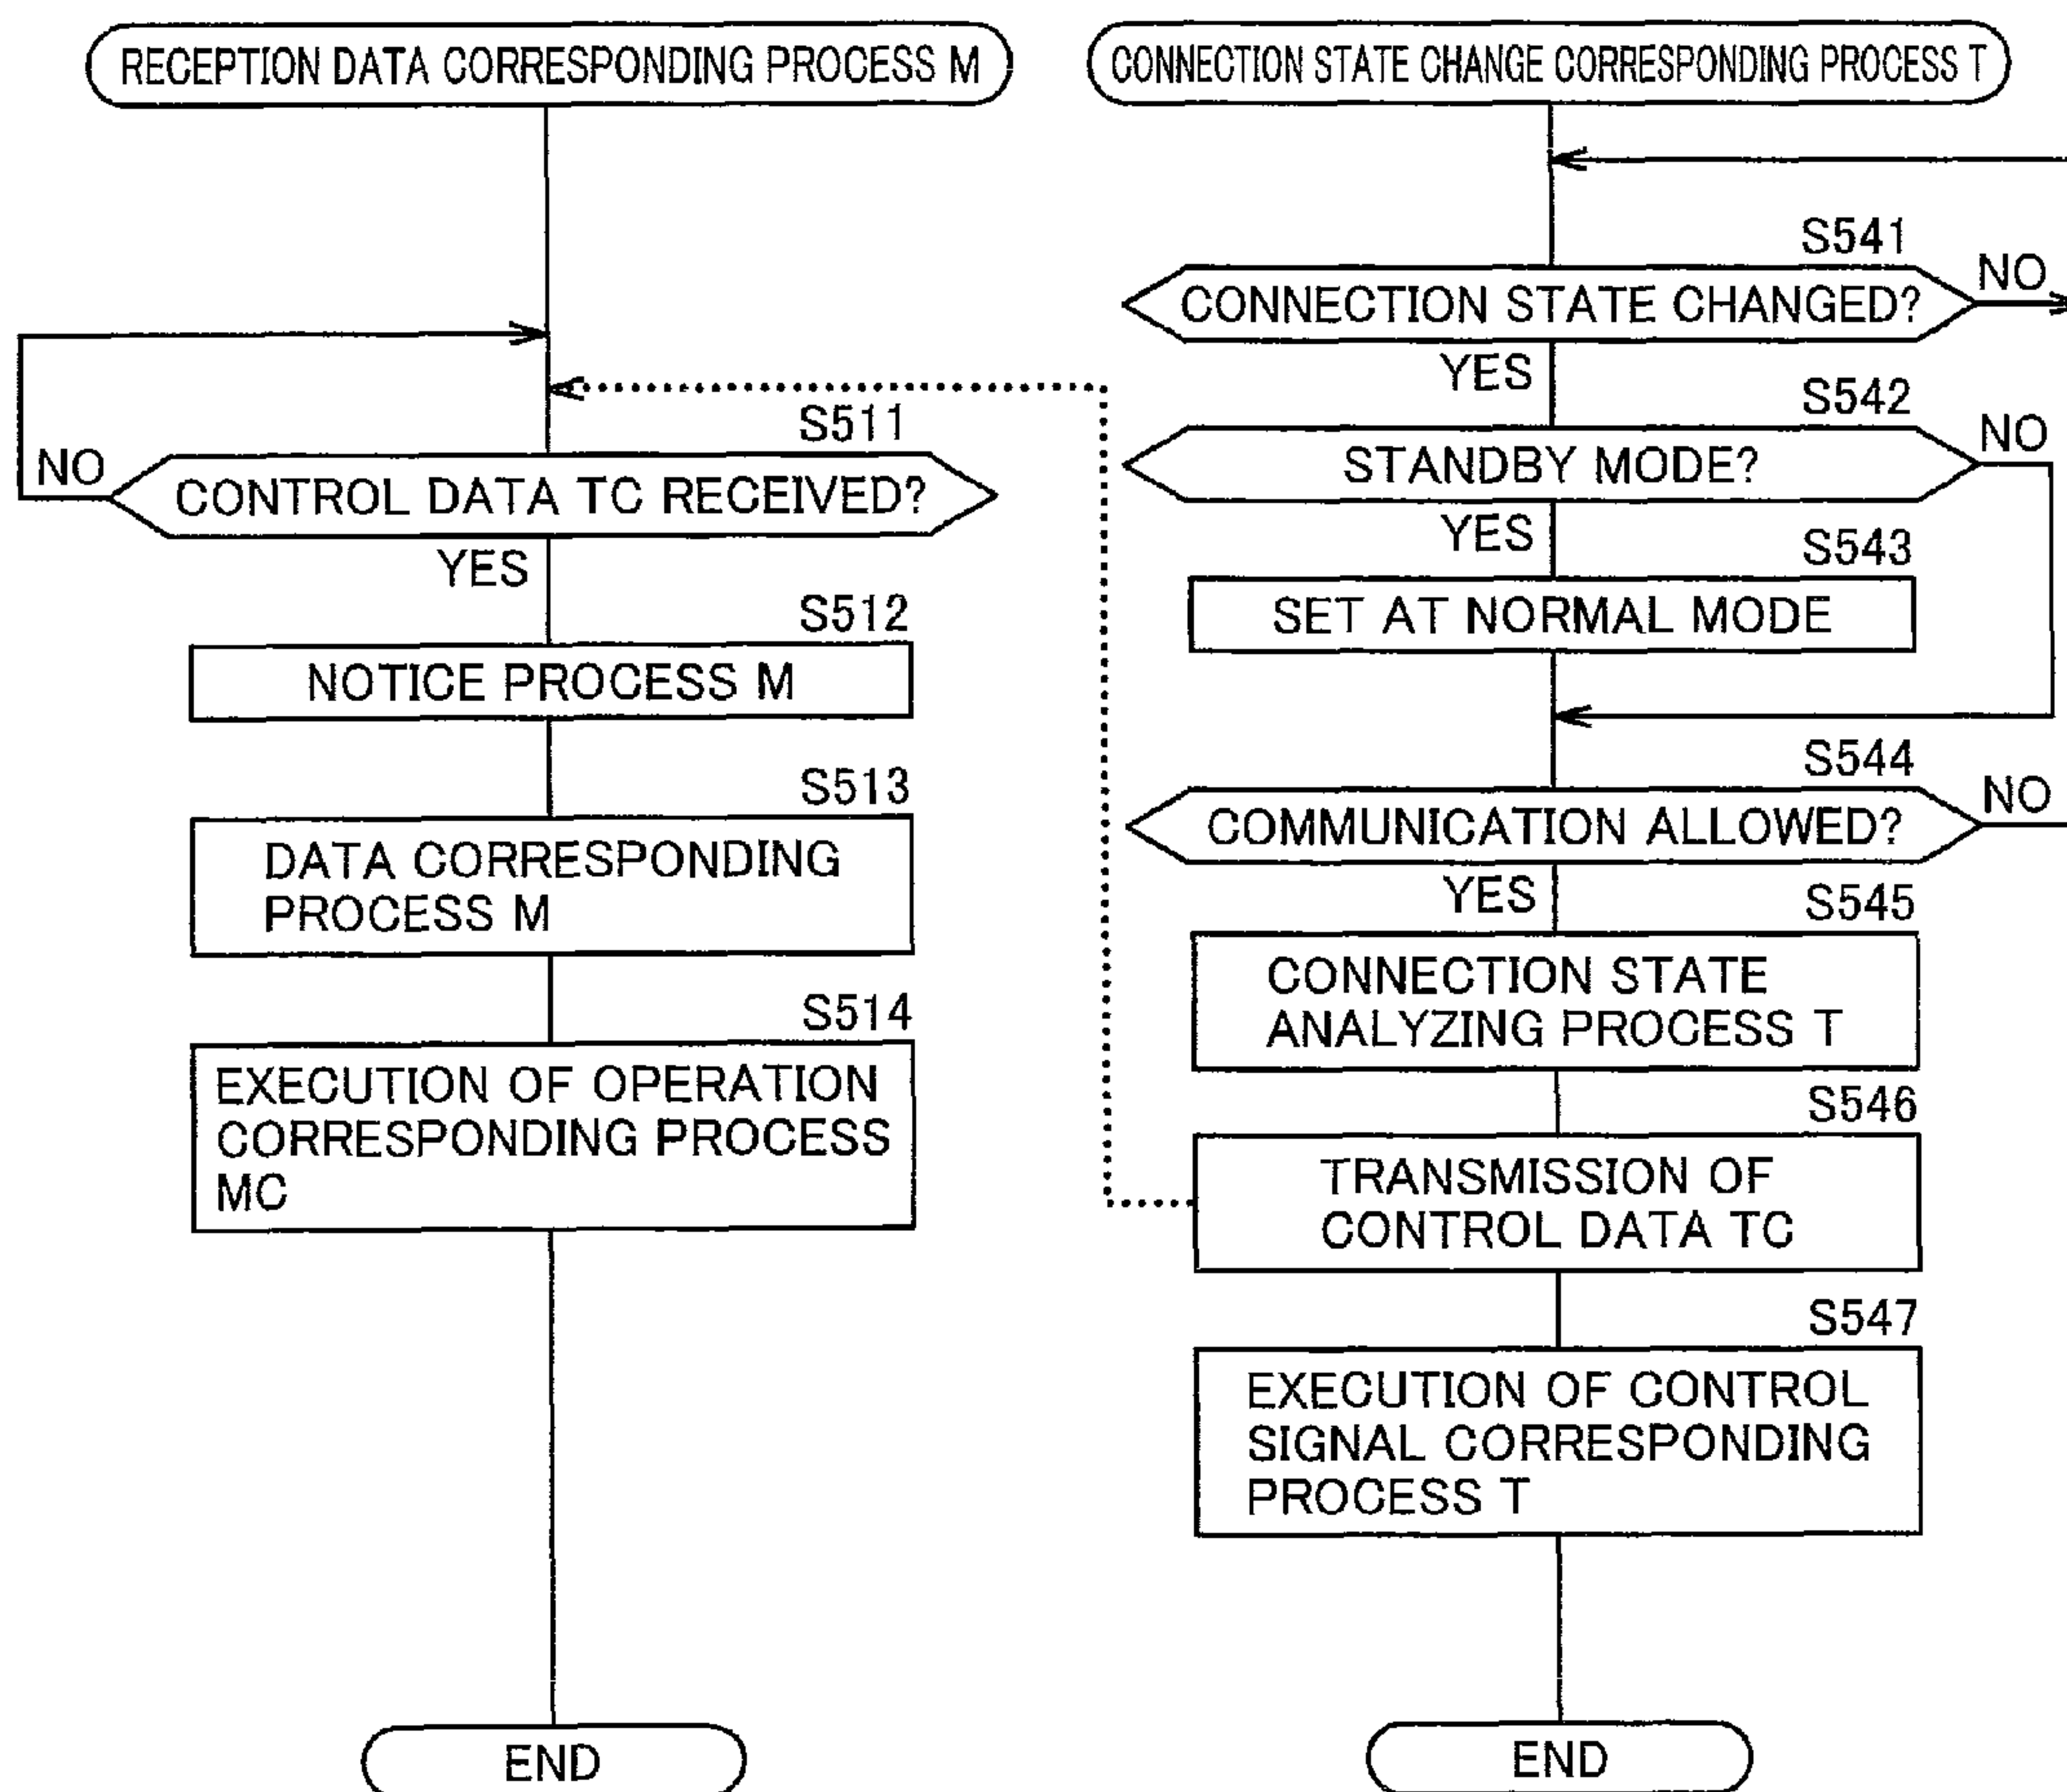 RECEPTION DATA CORRESPONDING PROCESS M
NO
S511
CONTROL DATA TC RECEIVED?
YES
S512
NOTICE PROCESS M
S513
DATA CORRESPONDING
PROCESS M
S514
EXECUTION OF OPERATION
CORRESPONDING PROCESS
MC
END
CONNECTION STATE CHANGE CORRESPONDING PROCESS T
S541
CONNECTION STATE CHANGED?
NO
YES
S542
STANDBY MODE?
NO
YES
S543
SET AT NORMAL MODE
S544
COMMUNICATION ALLOWED?
NO
YES
S545
CONNECTION STATE
ANALYZING PROCESS T
S546
TRANSMISSION OF
CONTROL DATA TC
S547
EXECUTION OF CONTROL
SIGNAL CORRESPONDING
PROCESS T
END